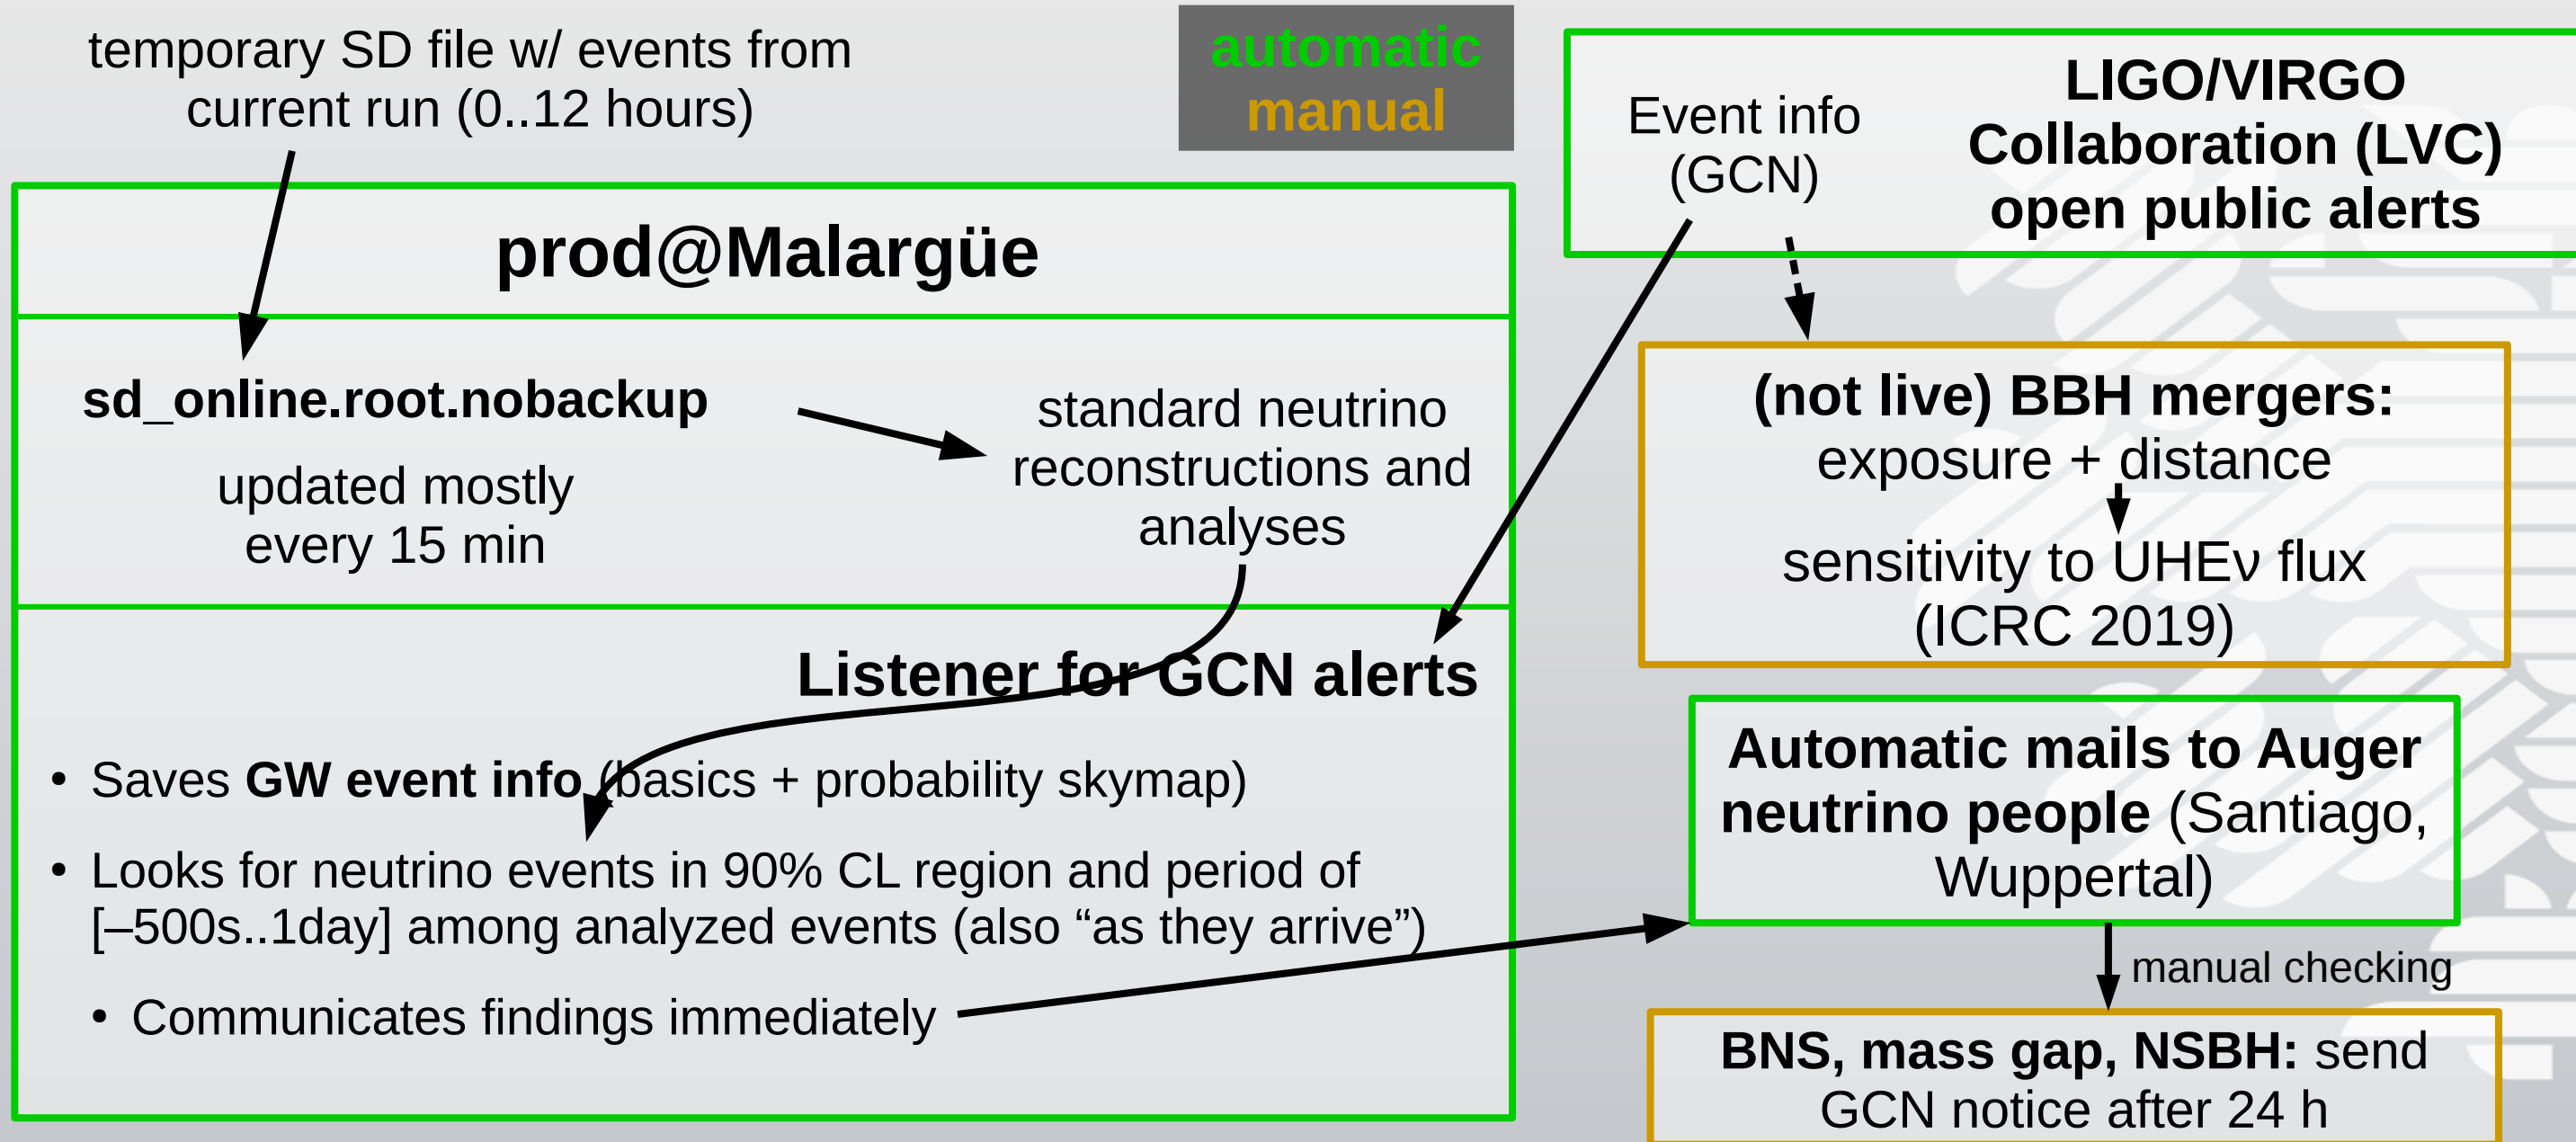 temporary SD file w/ events from
current run (0..12 hours)
automatic
manual
prod@Malargüe
sd_online.root.nobackup
updated mostly
every 15 min
standard neutrino
reconstructions and
analyses
Listener for GCN alerts
• Saves GW event info (basics + probability skymap)
• Looks for neutrino events in 90% CL region and period of
[–500s..1day] among analyzed events (also “as they arrive”)
• Communicates findings immediately
Event info
(GCN)
LIGO/VIRGO
Collaboration (LVC)
open public alerts
(not live) BBH mergers:
exposure + distance
sensitivity to UHEν flux
(ICRC 2019)
Automatic mails to Auger
neutrino people (Santiago,
Wuppertal)
manual checking
BNS, mass gap, NSBH: send
GCN notice after 24 h